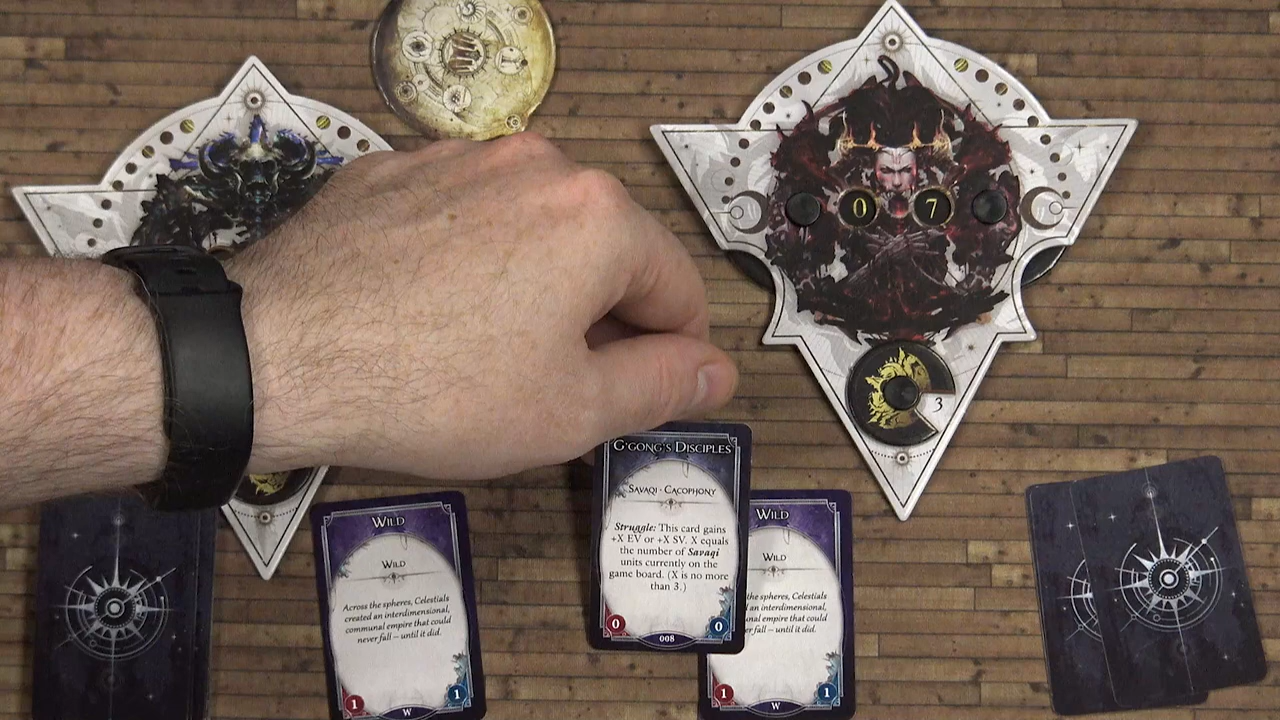 0 7
3
G'GONG'S DISCIPLES
SAVAQI · CACOPHONY
Struggle: This card gains
+X EV or +X SV. X equals
the number of Savaqi
units currently on the
game board. (X is no more
than 3.)
0
008
0
WILD
WILD
Across the spheres, Celestials
created an interdimensional,
communal empire that could
never fall – until it did.
1
W
1
WILD
WILD
the spheres, Celestials
an interdimensional,
empire that could
fall – until it did.
1
W
1